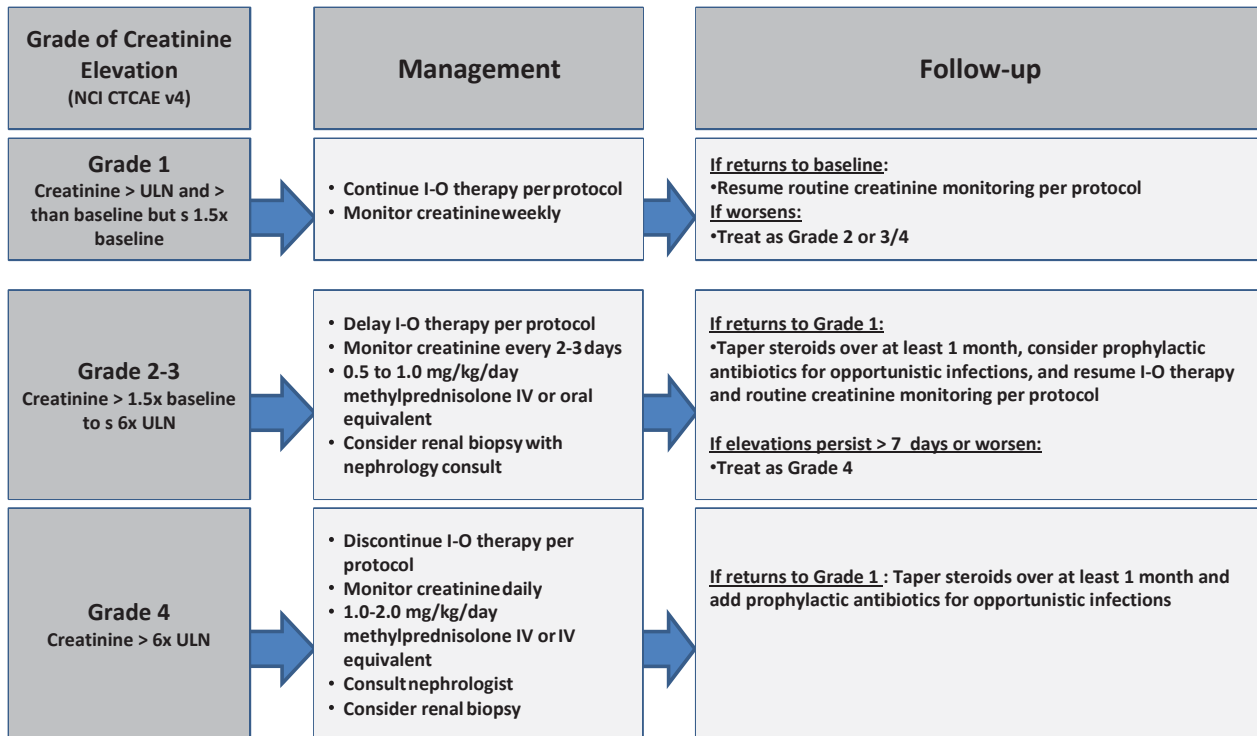 Grade of Creatinine
Elevation
(NCI CTCAE v4)
Management
Follow-up
Grade 1
Creatinine > ULN and >
than baseline but s 1.5x
baseline
• Continue I-O therapy per protocol
• Monitor creatinine weekly
If returns to baseline:
•Resume routine creatinine monitoring per protocol
If worsens:
•Treat as Grade 2 or 3/4
Grade 2-3
Creatinine > 1.5x baseline
to s 6x ULN
• Delay I-O therapy per protocol
• Monitor creatinine every 2-3 days
• 0.5 to 1.0 mg/kg/day
methylprednisolone IV or oral
equivalent
• Consider renal biopsy with
nephrology consult
If returns to Grade 1:
•Taper steroids over at least 1 month, consider prophylactic
antibiotics for opportunistic infections, and resume I-O therapy
and routine creatinine monitoring per protocol
If elevations persist > 7 days or worsen:
•Treat as Grade 4
Grade 4
Creatinine > 6x ULN
• Discontinue I-O therapy per
protocol
• Monitor creatinine daily
• 1.0-2.0 mg/kg/day
methylprednisolone IV or IV
equivalent
• Consult nephrologist
• Consider renal biopsy
If returns to Grade 1 : Taper steroids over at least 1 month and
add prophylactic antibiotics for opportunistic infections